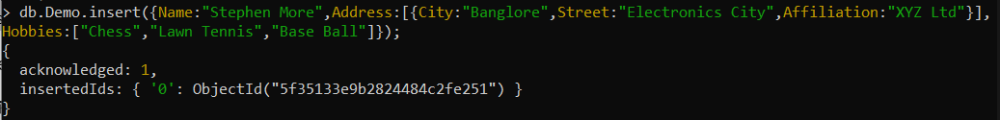 > db.Demo.insert({Name:"Stephen More",Address:[{City:"Banglore",Street:"Electronics City",Affiliation:"XYZ Ltd"}],
Hobbies:["Chess","Lawn Tennis","Base Ball"]});
{
  acknowledged: 1,
  insertedIds: { '0': ObjectId("5f35133e9b2824484c2fe251") }
}